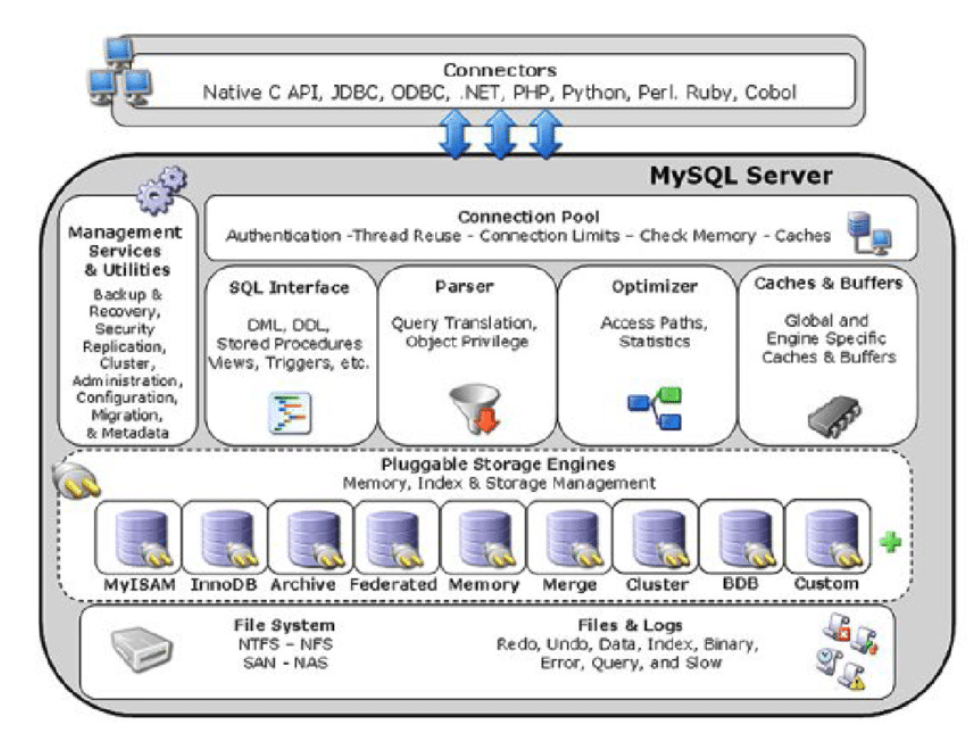 Connectors
Native C API, JDBC, ODBC, .NET, PHP, Python, Perl. Ruby, Cobol
MySQL Server
Management
Services
& Utilities
Backup &
Recovery,
Security
Replication,
Cluster,
Administration,
Configuration,
Migration,
& Metadata
Connection Pool
Authentication -Thread Reuse - Connection Limits – Check Memory - Caches
SQL Interface
DML, DDL,
Stored Procedures
Views, Triggers, etc.
Parser
Query Translation,
Object Privilege
Optimizer
Access Paths,
Statistics
Caches & Buffers
Global and
Engine Specific
Caches & Buffers
Pluggable Storage Engines
Memory, Index & Storage Management
MyISAM InnoDB Archive Federated Memory Merge Cluster BDB Custom
File System
NTFS – NFS
SAN - NAS
Files & Logs
Redo, Undo, Data, Index, Binary,
Error, Query, and Slow